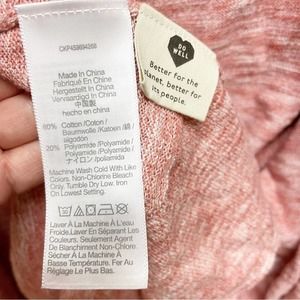 CKP459694268
Made In China
Fabriqué En Chine
Hergestellt In China
Vervaardigd In China
中国製
hecho en china
80% Cotton /Coton/
Baumwolle /Katoen /綿/
algodon
20% Polyamide /Polyamide/
Polyamid /Polyamide /
ナイロン /poliamida
Machine Wash Cold With Like
Colors. Non-Chlorine Bleach
Only. Tumble Dry Low. Iron
On Lowest Setting.
Laver À La Machine À L'Eau
Froide.Laver En Séparant Les
Couleurs. Seulement Agent
De Blanchiment Non-Chloré.
Sécher À La Machine À
Basse Température. Fer Au
Réglage Le Plus Bas.
DO
WELL
Better for the
planet, better for
its people.